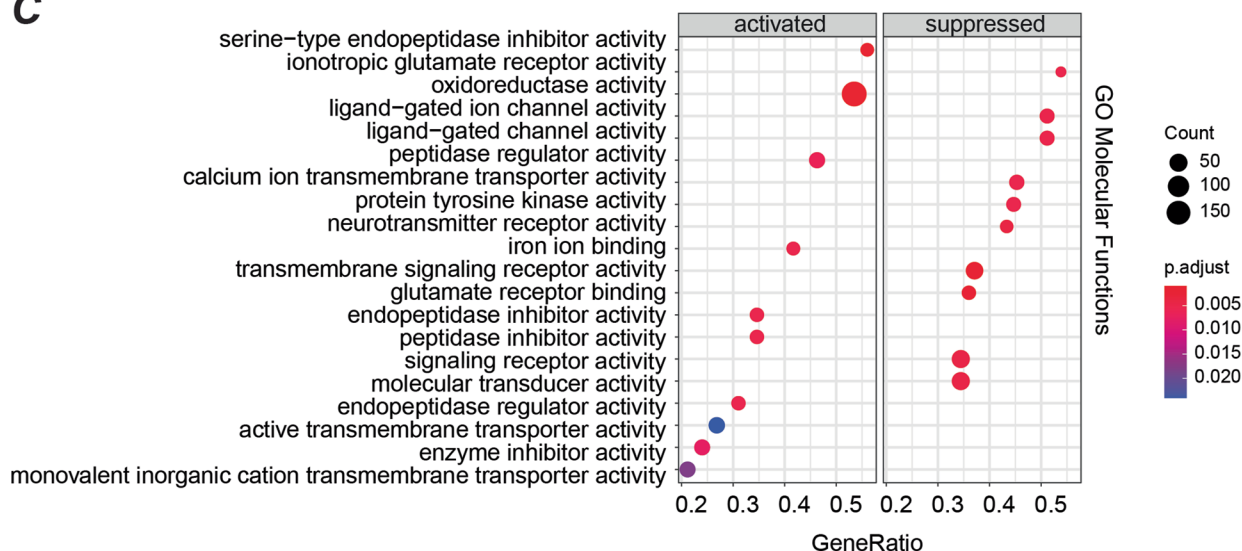 C
activated suppressed
serine−type endopeptidase inhibitor activity
ionotropic glutamate receptor activity
oxidoreductase activity
ligand−gated ion channel activity
ligand−gated channel activity
peptidase regulator activity
calcium ion transmembrane transporter activity
protein tyrosine kinase activity
neurotransmitter receptor activity
iron ion binding
transmembrane signaling receptor activity
glutamate receptor binding
endopeptidase inhibitor activity
peptidase inhibitor activity
signaling receptor activity
molecular transducer activity
endopeptidase regulator activity
active transmembrane transporter activity
enzyme inhibitor activity
monovalent inorganic cation transmembrane transporter activity
0.2 0.3 0.4 0.5 0.2 0.3 0.4 0.5
GeneRatio
GO Molecular Functions
Count
50
100
150
p.adjust
0.005
0.010
0.015
0.020